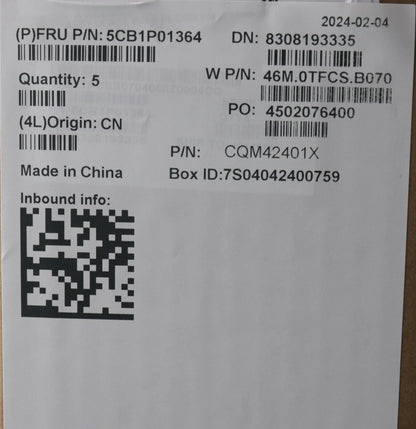 2024-02-04
(P)FRU P/N: 5CB1P01364 DN: 8308193335
Quantity: 5 W P/N: 46M.0TFCS.B070
PO: 4502076400
(4L)Origin: CN
P/N: CQM42401X
Made in China Box ID:7S04042400759
Inbound info: